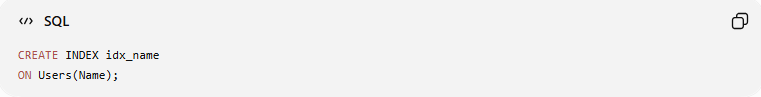 SQL
CREATE INDEX idx_name
ON Users(Name);